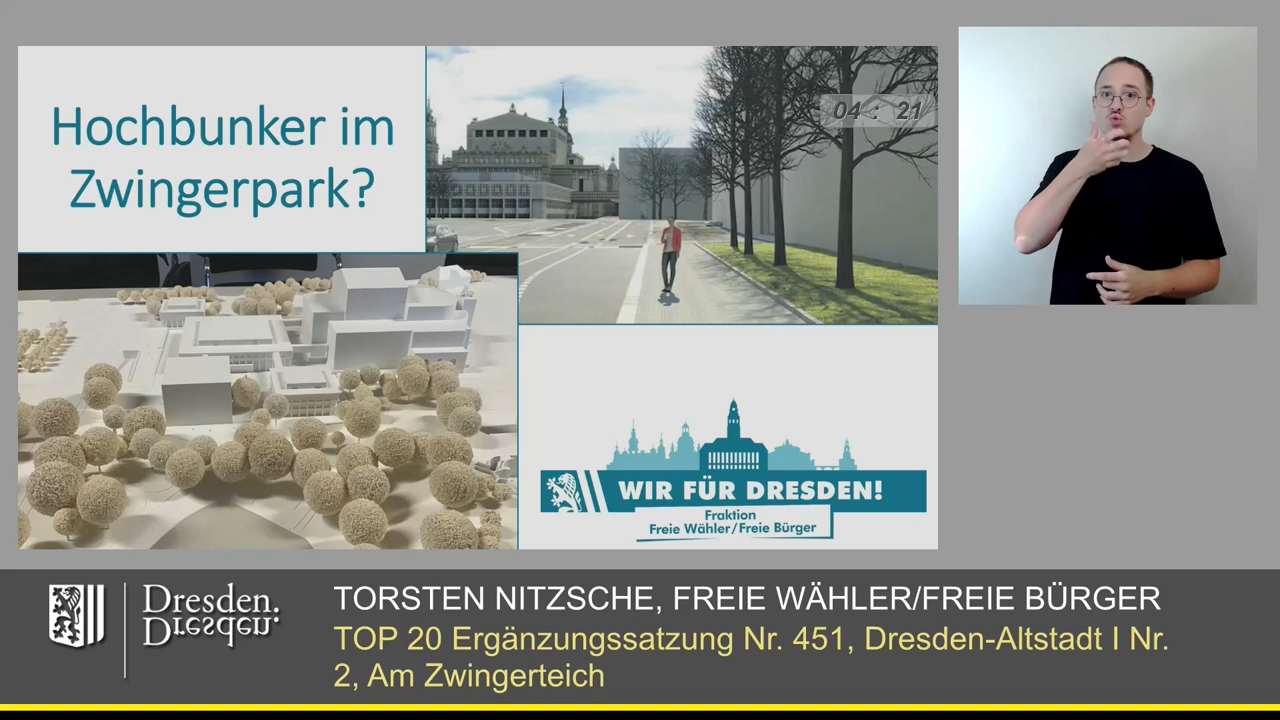 Hochbunker im
Zwingerpark?
04 : 21
WIR FÜR DRESDEN!
Fraktion
Freie Wähler/Freie Bürger
Dresden.
Dresden.
TORSTEN NITZSCHE, FREIE WÄHLER/FREIE BÜRGER
TOP 20 Ergänzungssatzung Nr. 451, Dresden-Altstadt I Nr.
2, Am Zwingerteich